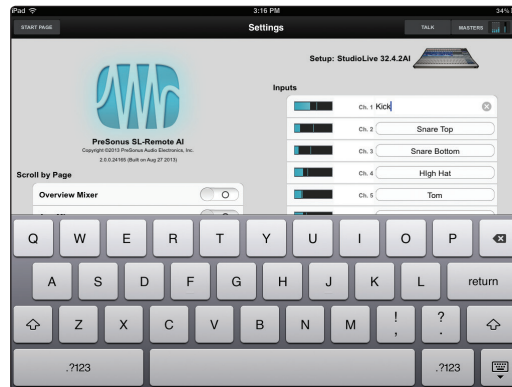 iPad 3:16 PM 34%
START PAGE Settings TALK MASTERS
Setup: StudioLive 32.4.2AI
Inputs
Ch. 1 Kick
Ch. 2 Snare Top
Ch. 3 Snare Bottom
Ch. 4 High Hat
Ch. 5 Tom
PreSonus SL-Remote AI
Copyright ©2013 PreSonus Audio Electronics, Inc.
2.0.0.24165 (Built on Aug 27 2013)
Scroll by Page
Overview Mixer O
Q W E R T Y U I O P
A S D F G H J K L return
Z X C V B N M ! , ? .
.?123 .?123